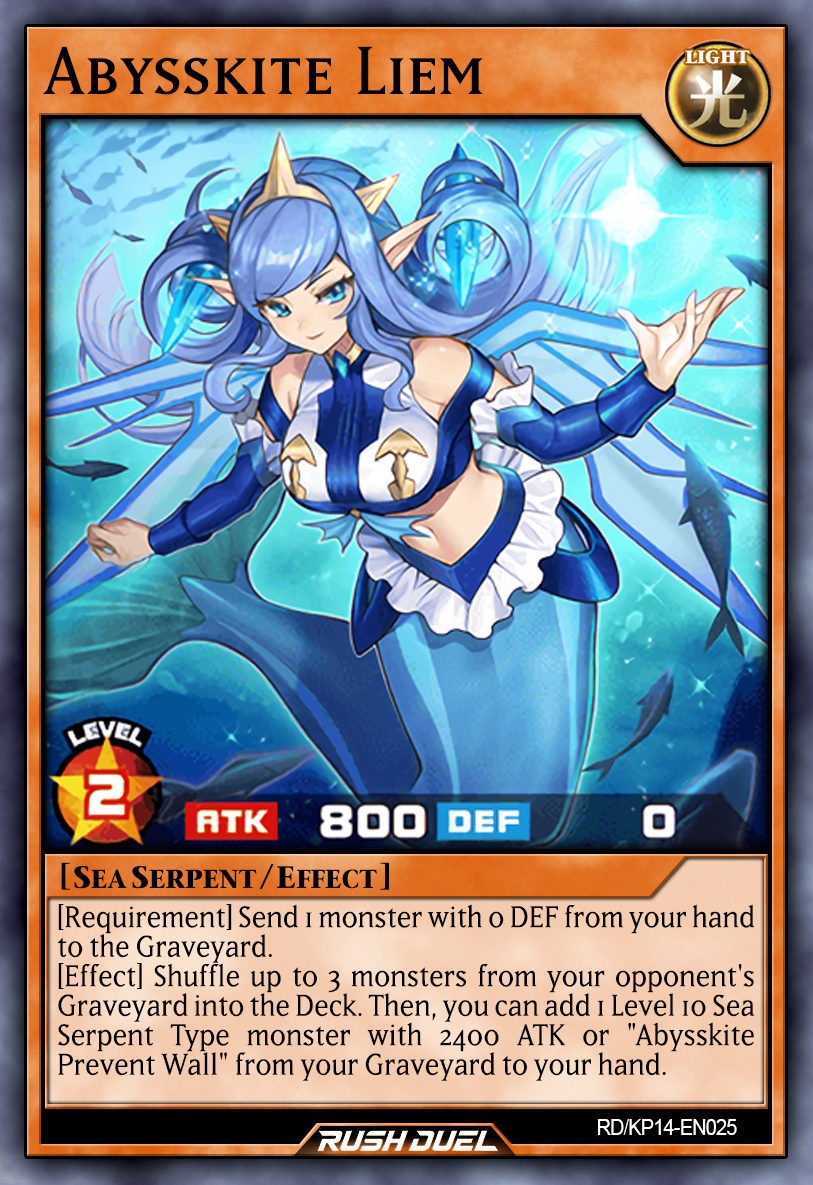 Abysskite Liem
LIGHT
光
LEVEL
2
ATK 800 DEF 0
[Sea Serpent/Effect]
[Requirement] Send 1 monster with 0 DEF from your hand
to the Graveyard.
[Effect] Shuffle up to 3 monsters from your opponent's
Graveyard into the Deck. Then, you can add 1 Level 10 Sea
Serpent Type monster with 2400 ATK or "Abysskite
Prevent Wall" from your Graveyard to your hand.
RD/KP14-EN025
RUSH DUEL